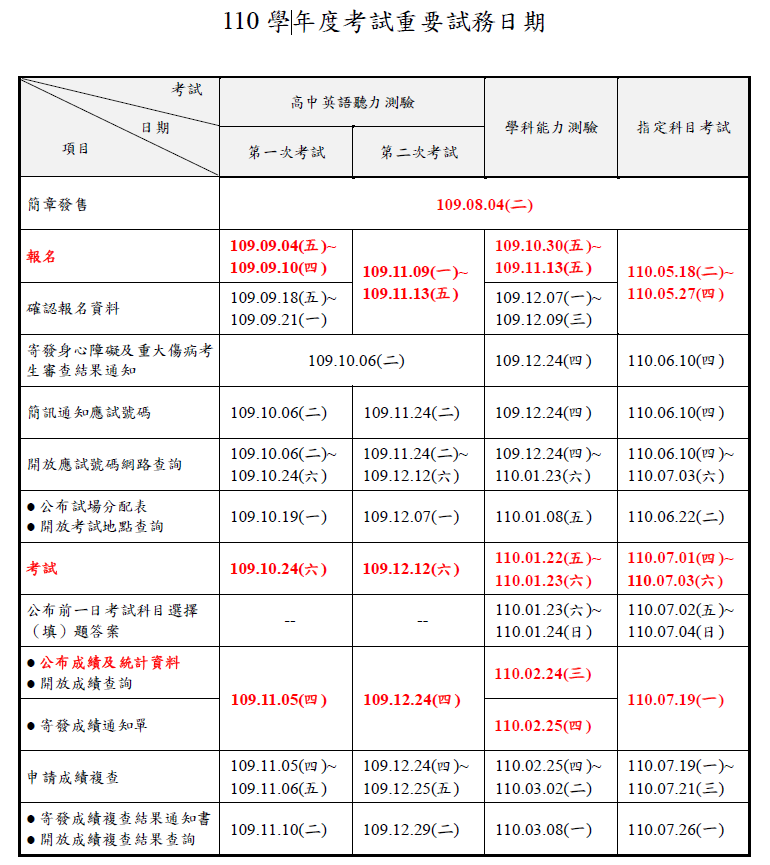 110 學年度考試重要試務日期
考試
日期
項目
高中英語聽力測驗
學科能力測驗
指定科目考試
第一次考試
第二次考試
簡章發售
109.08.04(二)
報名
109.09.04(五)~
109.09.10(四)
109.11.09(一)~
109.11.13(五)
109.10.30(五)~
109.11.13(五)
110.05.18(二)~
110.05.27(四)
確認報名資料
109.09.18(五)~
109.09.21(一)
109.12.07(一)~
109.12.09(三)
寄發身心障礙及重大傷病考
生審查結果通知
109.10.06(二)
109.12.24(四)
110.06.10(四)
簡訊通知應試號碼
109.10.06(二)
109.11.24(二)
109.12.24(四)
110.06.10(四)
開放應試號碼網路查詢
109.10.06(二)~
109.10.24(六)
109.11.24(二)~
109.12.12(六)
109.12.24(四)~
110.01.23(六)
110.06.10(四)~
110.07.03(六)
● 公布試場分配表
● 開放考試地點查詢
109.10.19(一)
109.12.07(一)
110.01.08(五)
110.06.22(二)
考試
109.10.24(六)
109.12.12(六)
110.01.22(五)~
110.01.23(六)
110.07.01(四)~
110.07.03(六)
公布前一日考試科目選擇
（填）題答案
--
--
110.01.23(六)~
110.01.24(日)
110.07.02(五)~
110.07.04(日)
● 公布成績及統計資料
● 開放成績查詢
109.11.05(四)
109.12.24(四)
110.02.24(三)
110.07.19(一)
● 寄發成績通知單
110.02.25(四)
申請成績複查
109.11.05(四)~
109.11.06(五)
109.12.24(四)~
109.12.25(五)
110.02.25(四)~
110.03.02(二)
110.07.19(一)~
110.07.21(三)
● 寄發成績複查結果通知書
● 開放成績複查結果查詢
109.11.10(二)
109.12.29(二)
110.03.08(一)
110.07.26(一)